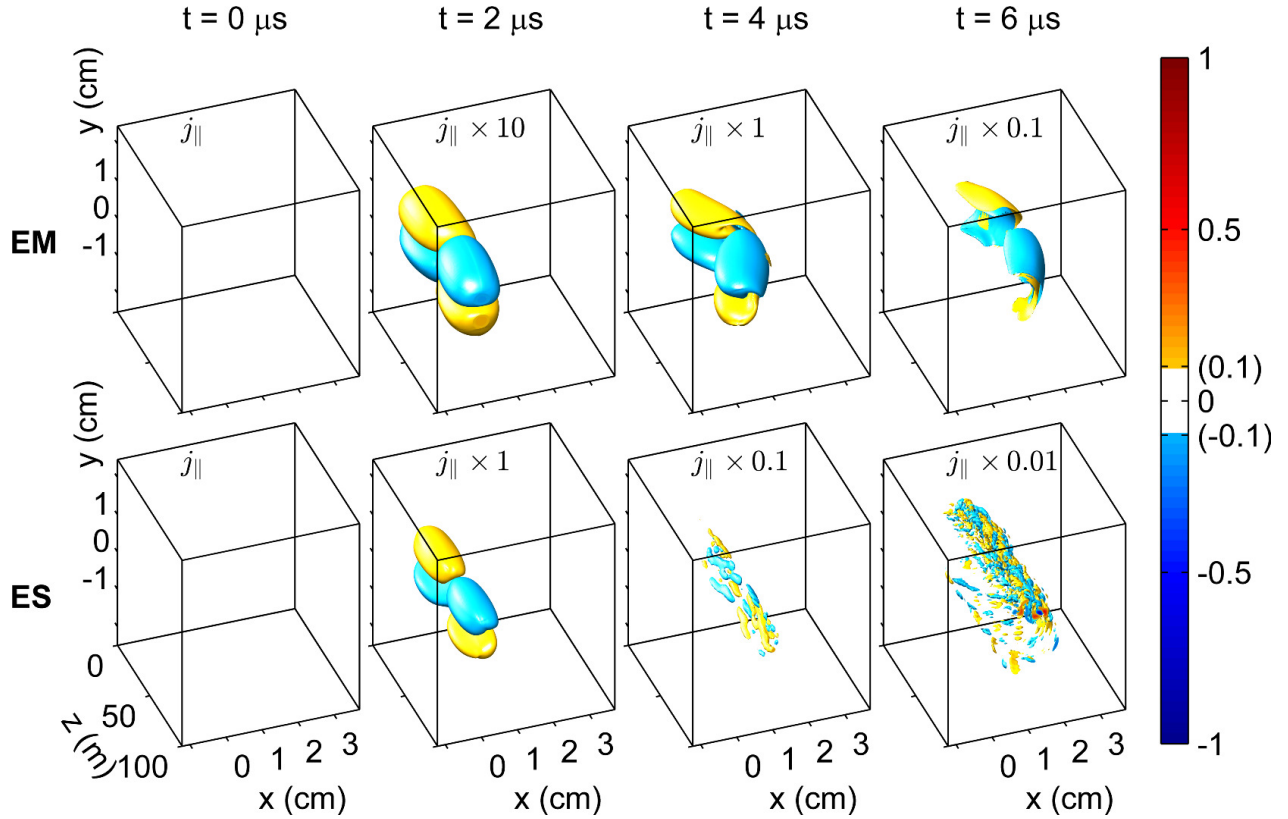 t = 0 μs t = 2 μs t = 4 μs t = 6 μs
y (cm)
1
0
-1
EM
j∥
j∥ × 10
j∥ × 1
j∥ × 0.1
y (cm)
1
0
-1
ES
j∥
j∥ × 1
j∥ × 0.1
j∥ × 0.01
0
50
100
z (m)
0 1 2 3
x (cm)
0 1 2 3
x (cm)
0 1 2 3
x (cm)
0 1 2 3
x (cm)
1
0.5
(0.1)
0
(-0.1)
-0.5
-1